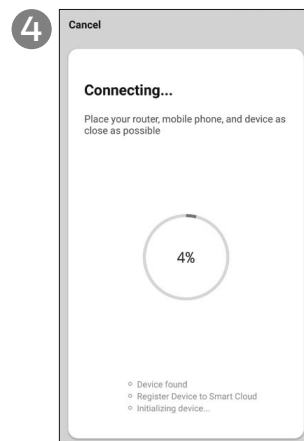 4
Cancel
Connecting...
Place your router, mobile phone, and device as
close as possible
4%
Device found
Register Device to Smart Cloud
Initializing device...